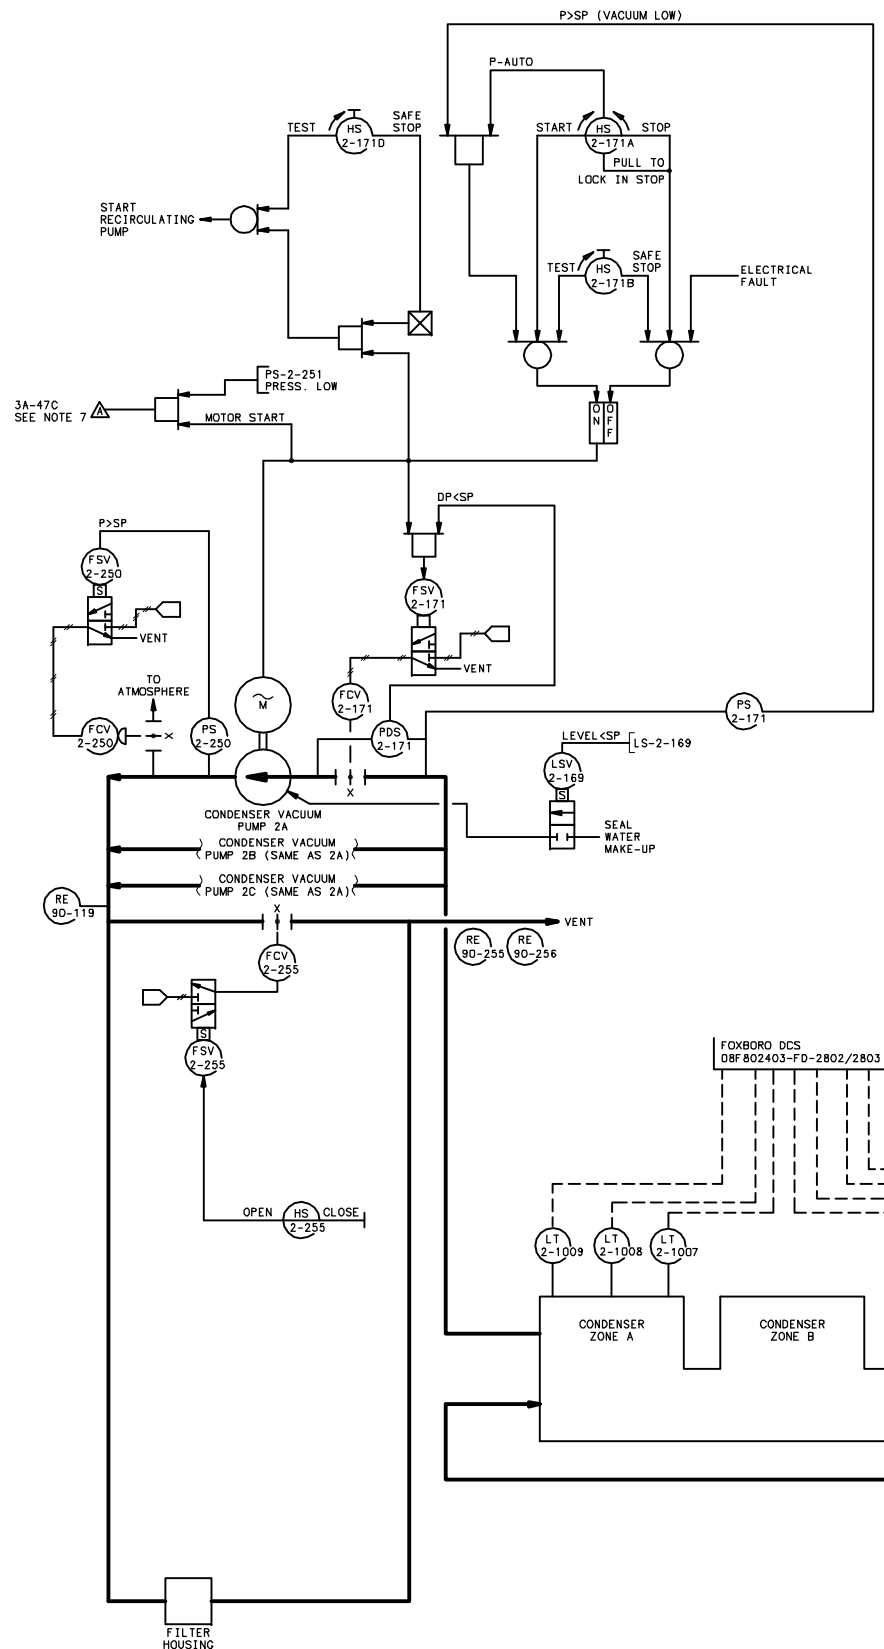 P>SP (VACUUM LOW)
P-AUTO
TEST
HS
2-171D
SAFE
STOP
START
HS
2-171A
STOP
PULL TO
LOCK IN STOP
START
RECIRCULATING
PUMP
TEST
HS
2-171B
SAFE
STOP
ELECTRICAL
FAULT
PS-2-251
PRESS. LOW
3A-47C
SEE NOTE 7
A
MOTOR START
ON
OFF
DP<SP
P>SP
FSV
2-250
S
VENT
FSV
2-171
VENT
TO
ATMOSPHERE
FCV
2-250
X
PS
2-250
M
FCV
2-171
X
PDS
2-171
PS
2-171
LEVEL<SP
LS-2-169
LSV
2-169
S
SEAL
WATER
MAKE-UP
CONDENSER VACUUM
PUMP 2A
CONDENSER VACUUM
PUMP 2B (SAME AS 2A)
CONDENSER VACUUM
PUMP 2C (SAME AS 2A)
RE
90-119
X
VENT
FCV
2-255
RE
90-255
RE
90-256
S
FSV
2-255
FOXBORO DCS
08F802403-FD-2802/2803
OPEN
HS
2-255
CLOSE
LT
2-1009
LT
2-1008
LT
2-1007
CONDENSER
ZONE A
CONDENSER
ZONE B
FILTER
HOUSING